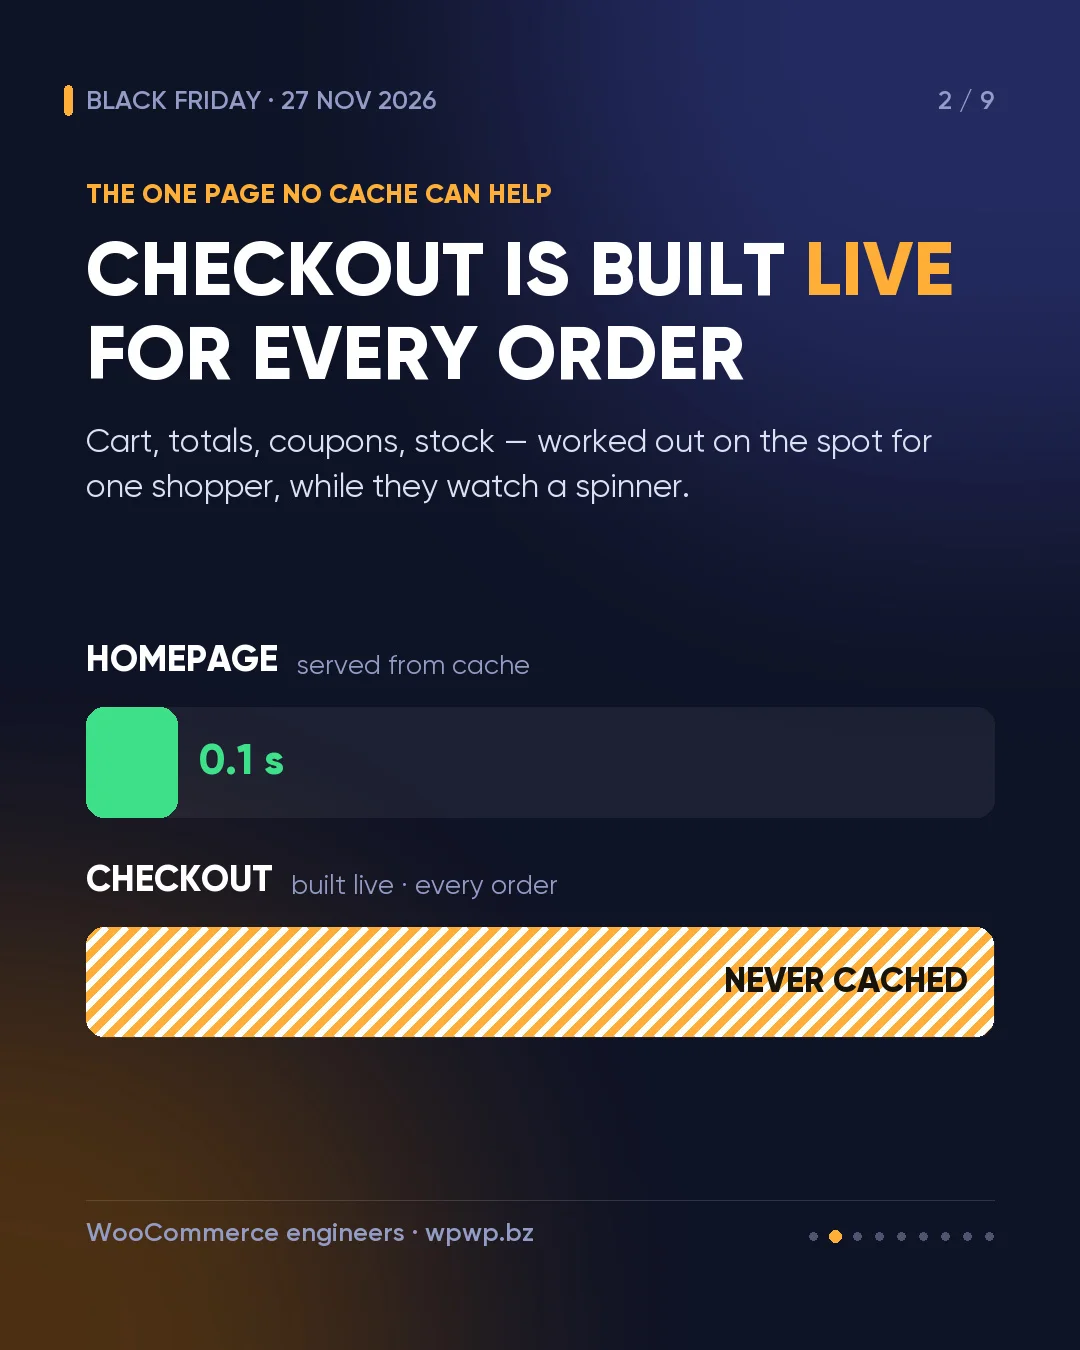 BLACK FRIDAY · 27 NOV 2026
2 / 9
THE ONE PAGE NO CACHE CAN HELP
CHECKOUT IS BUILT LIVE
FOR EVERY ORDER
Cart, totals, coupons, stock — worked out on the spot for
one shopper, while they watch a spinner.
HOMEPAGE served from cache
0.1 s
CHECKOUT built live · every order
NEVER CACHED
WooCommerce engineers · wpwp.bz